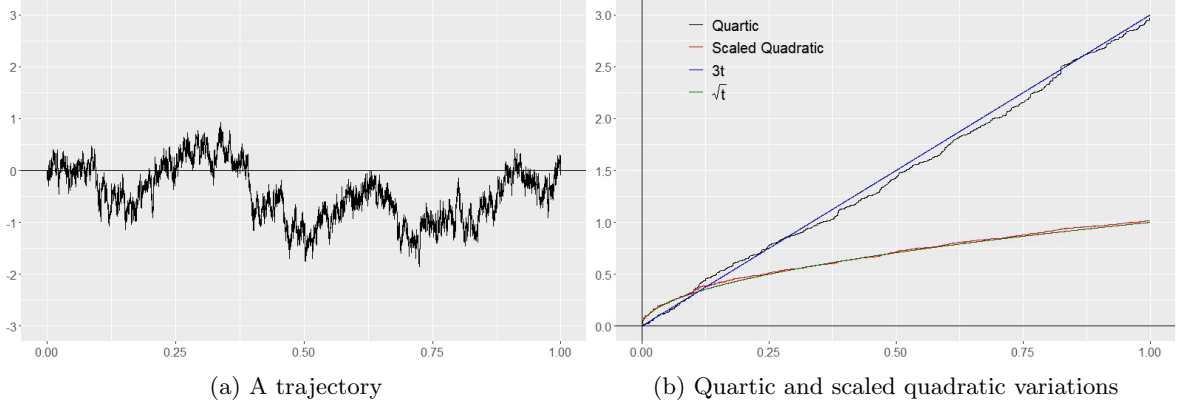 3
2
1
0
-1
-2
-3
0.00 0.25 0.50 0.75 1.00
(a) A trajectory
3.0
2.5
2.0
1.5
1.0
0.5
0.0
Quartic
Scaled Quadratic
3t
√t
0.00 0.25 0.50 0.75 1.00
(b) Quartic and scaled quadratic variations